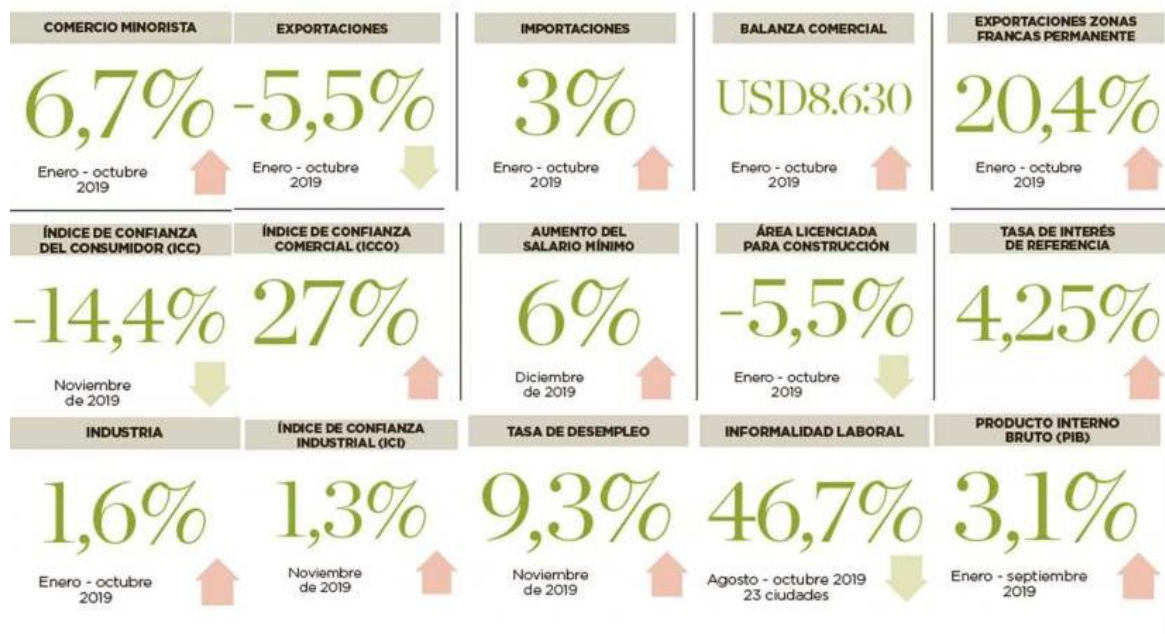 COMERCIO MINORISTA
6,7%
Enero - octubre
2019
EXPORTACIONES
-5,5%
Enero - octubre
2019
IMPORTACIONES
3%
Enero - octubre
2019
BALANZA COMERCIAL
USD8.630
Enero - octubre
2019
EXPORTACIONES ZONAS
FRANCAS PERMANENTE
20,4%
Enero - octubre
2019
ÍNDICE DE CONFIANZA
DEL CONSUMIDOR (ICC)
-14,4%
Noviembre
de 2019
ÍNDICE DE CONFIANZA
COMERCIAL (ICCO)
27%
AUMENTO DEL
SALARIO MÍNIMO
6%
Diciembre
de 2019
ÁREA LICENCIADA
PARA CONSTRUCCIÓN
-5,5%
Enero - octubre
2019
TASA DE INTERÉS
DE REFERENCIA
4,25%
INDUSTRIA
1,6%
Enero - octubre
2019
ÍNDICE DE CONFIANZA
INDUSTRIAL (ICI)
1,3%
Noviembre
de 2019
TASA DE DESEMPLEO
9,3%
Noviembre
de 2019
INFORMALIDAD LABORAL
46,7%
Agosto - octubre 2019
23 ciudades
PRODUCTO INTERNO
BRUTO (PIB)
3,1%
Enero - septiembre
2019